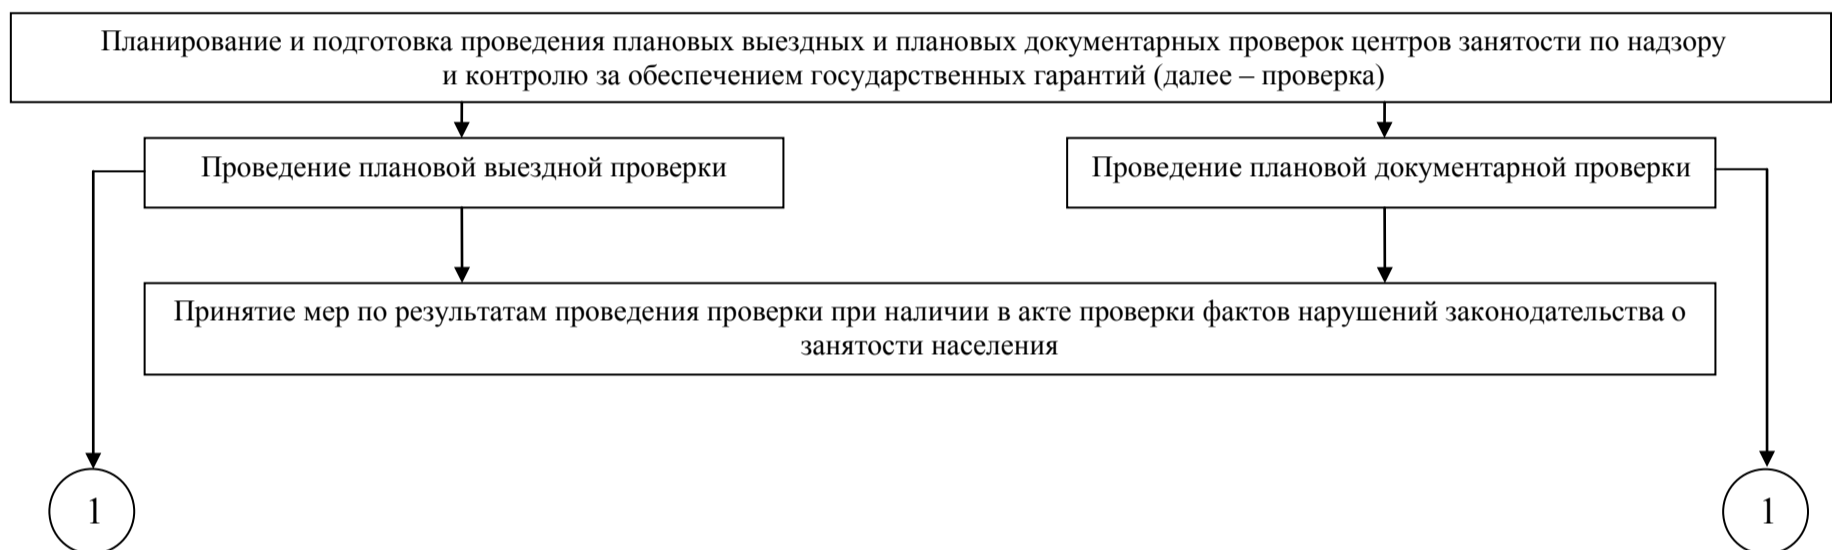 Планирование и подготовка проведения плановых выездных и плановых документарных проверок центров занятости по надзору
и контролю за обеспечением государственных гарантий (далее – проверка)
Проведение плановой выездной проверки
Проведение плановой документарной проверки
Принятие мер по результатам проведения проверки при наличии в акте проверки фактов нарушений законодательства о
занятости населения
1
1